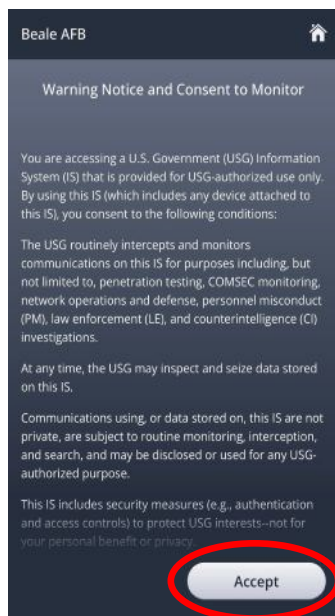 Beale AFB
Warning Notice and Consent to Monitor
You are accessing a U.S. Government (USG) Information
System (IS) that is provided for USG-authorized use only.
By using this IS (which includes any device attached to
this IS), you consent to the following conditions:
The USG routinely intercepts and monitors
communications on this IS for purposes including, but
not limited to, penetration testing, COMSEC monitoring,
network operations and defense, personnel misconduct
(PM), law enforcement (LE), and counterintelligence (CI)
investigations.
At any time, the USG may inspect and seize data stored
on this IS.
Communications using, or data stored on, this IS are not
private, are subject to routine monitoring, interception,
and search, and may be disclosed or used for any USG-
authorized purpose.
This IS includes security measures (e.g., authentication
and access controls) to protect USG interests--not for
your personal benefit or privacy.
Accept